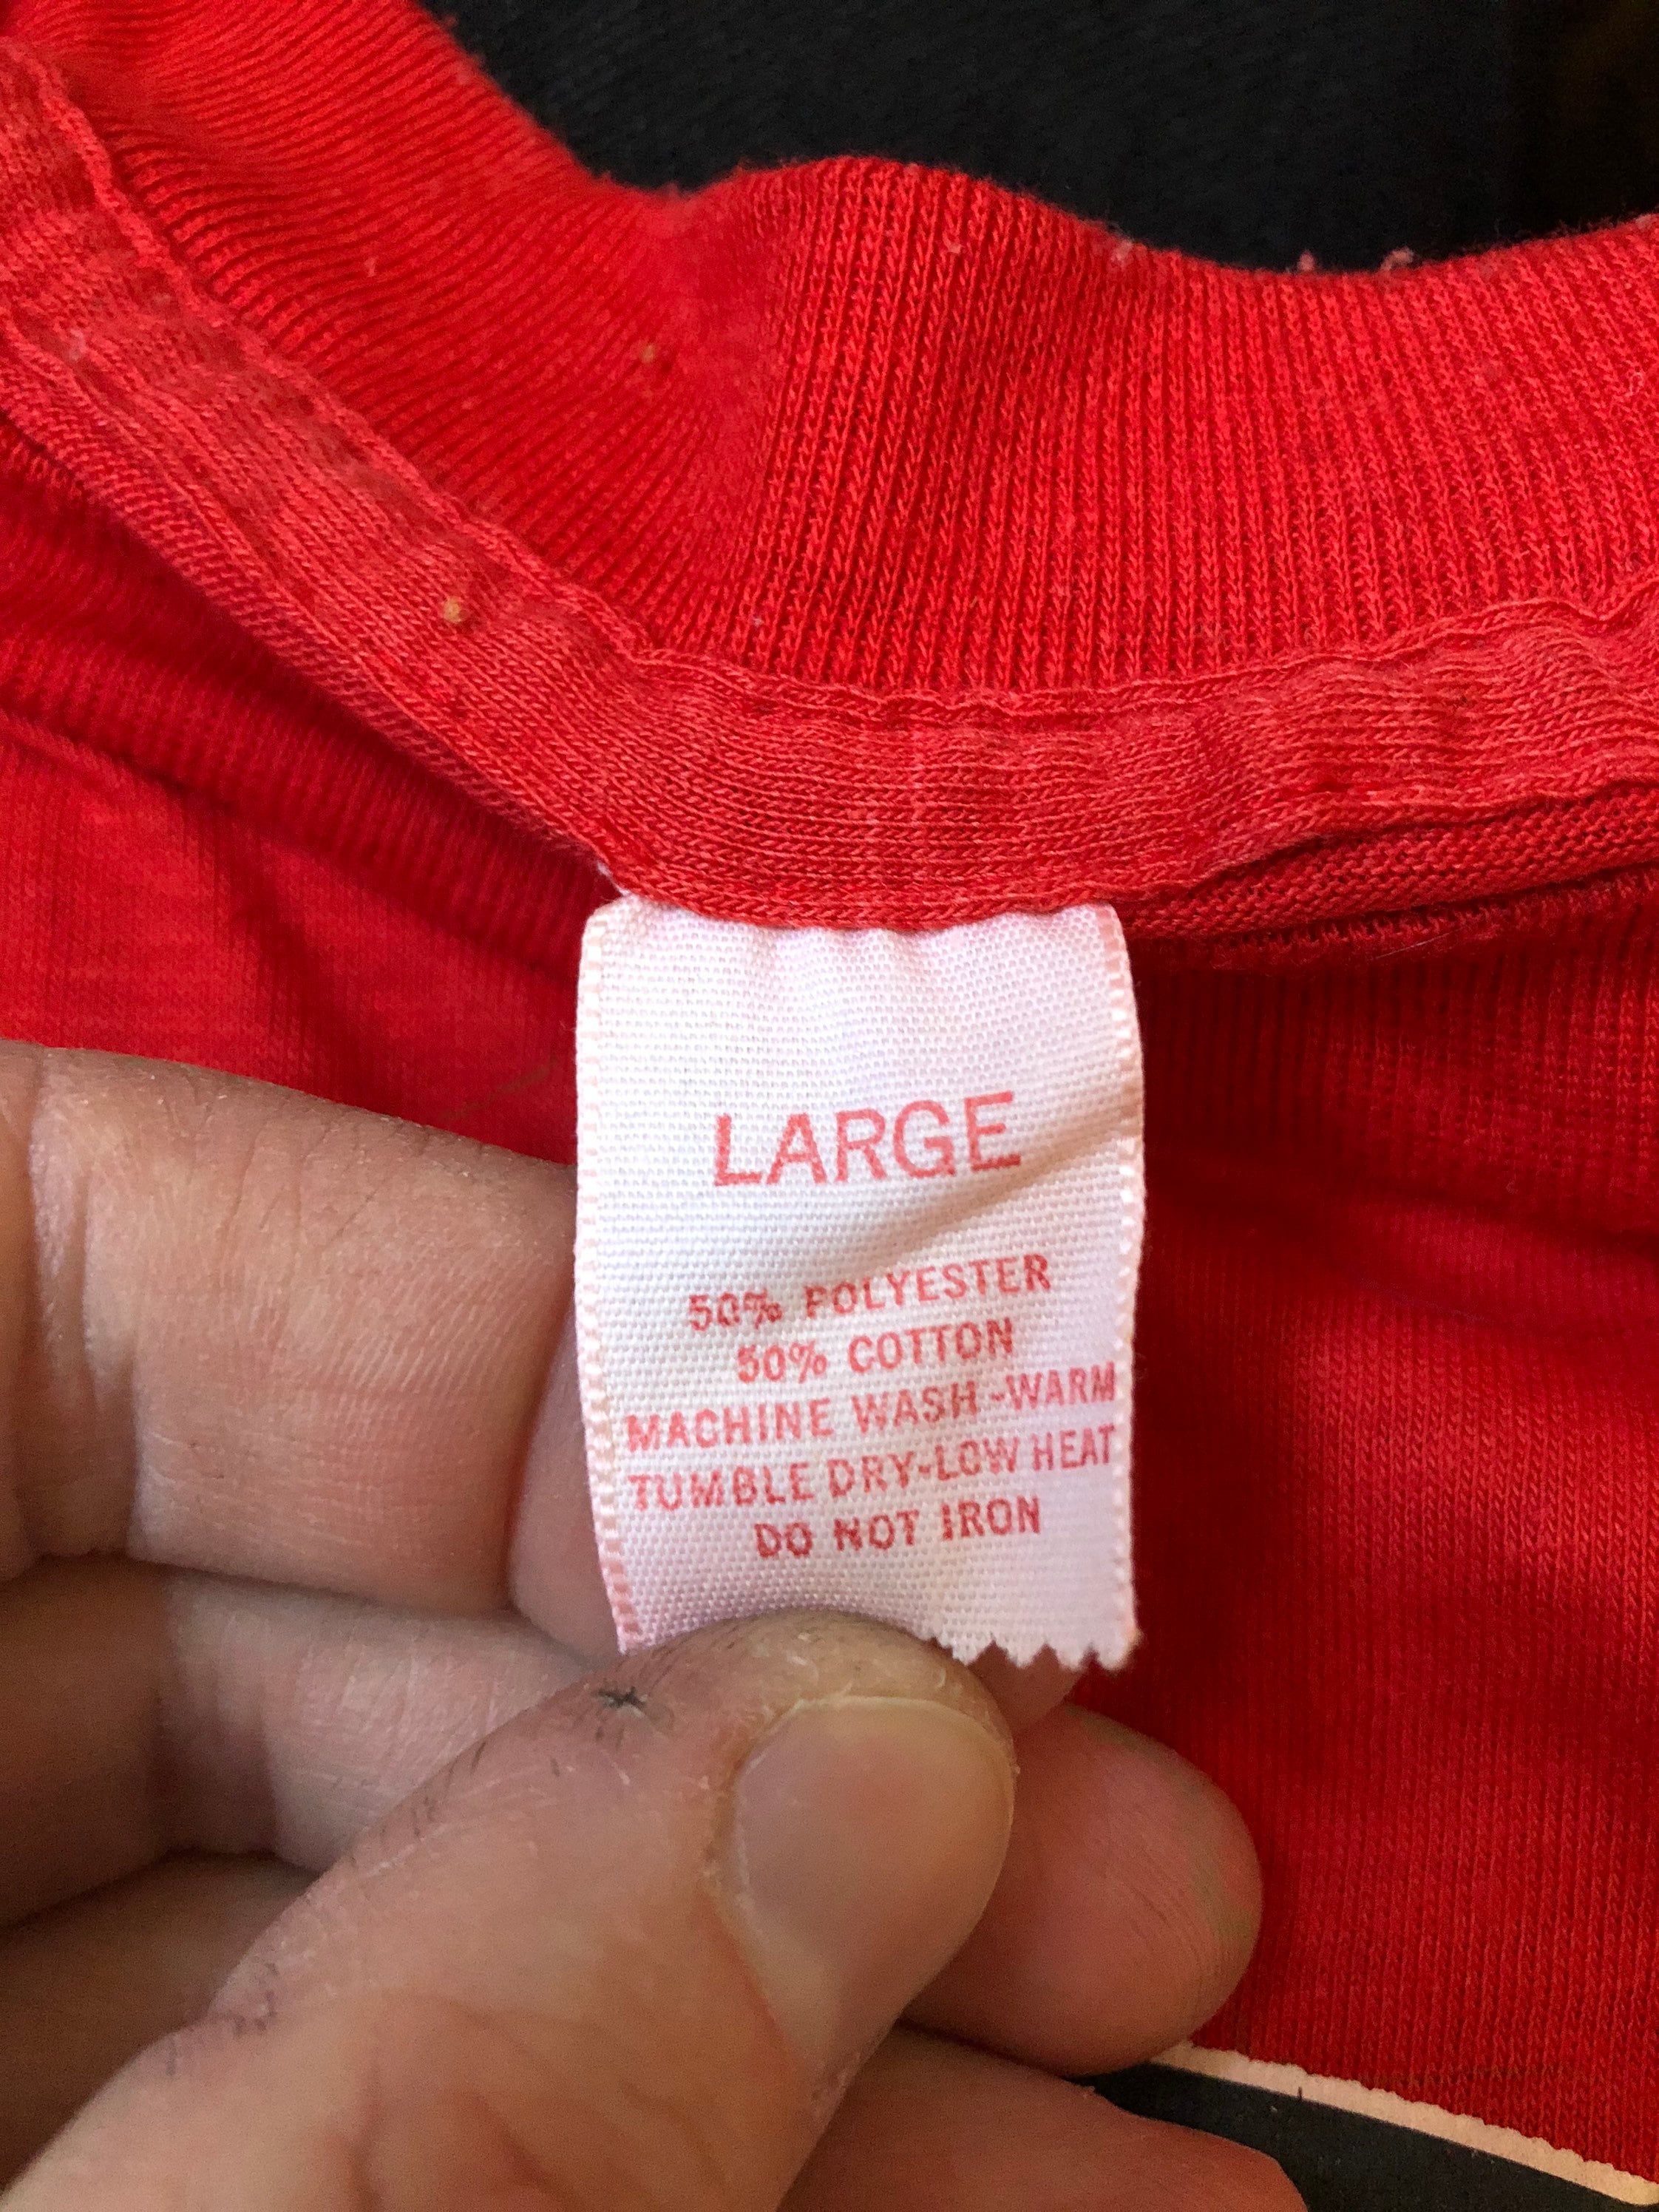 LARGE
50% POLYESTER
50% COTTON
MACHINE WASH-WARM
TUMBLE DRY-LOW HEAT
DO NOT IRON